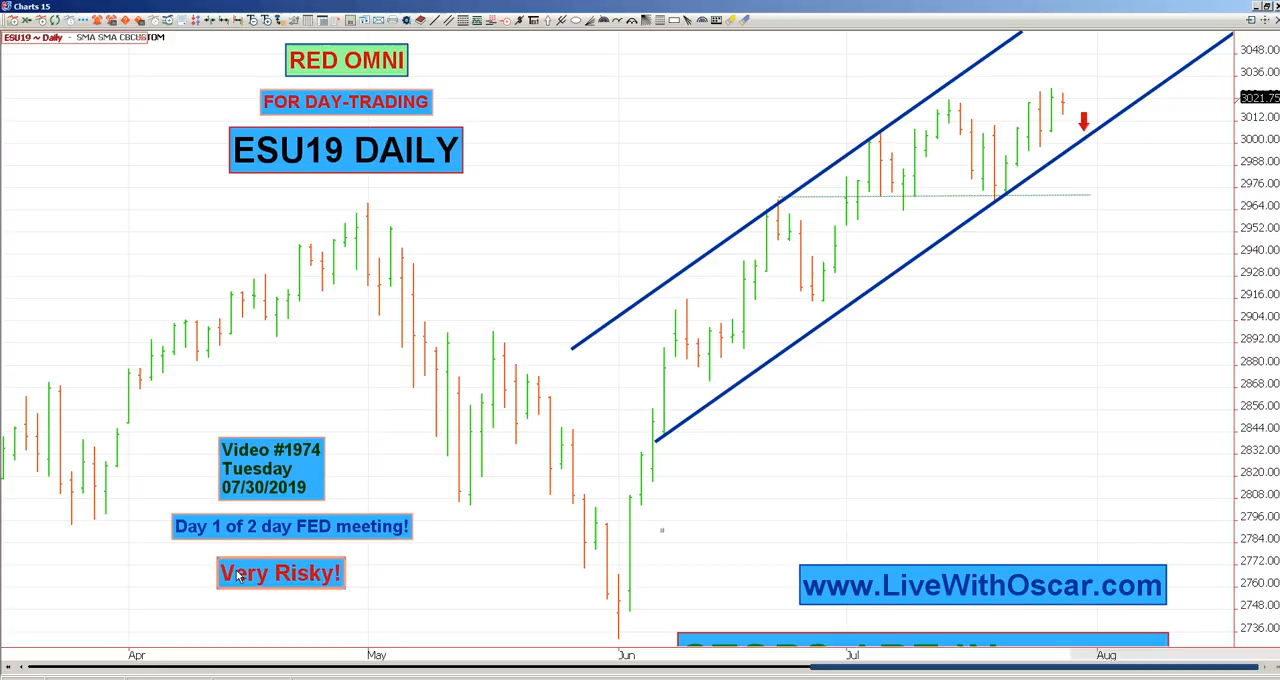 Charts 15
ESU19 ~ Daily - SMA SMA CBCUSTOM
RED OMNI
FOR DAY-TRADING
ESU19 DAILY
Video #1974
Tuesday
07/30/2019
Day 1 of 2 day FED meeting!
Very Risky!
www.LiveWithOscar.com
3048.00
3036.00
3021.75
3012.00
3000.00
2988.00
2976.00
2964.00
2952.00
2940.00
2928.00
2916.00
2904.00
2892.00
2880.00
2868.00
2856.00
2844.00
2832.00
2820.00
2808.00
2796.00
2784.00
2772.00
2760.00
2748.00
2736.00
Apr May Jun Jul Aug